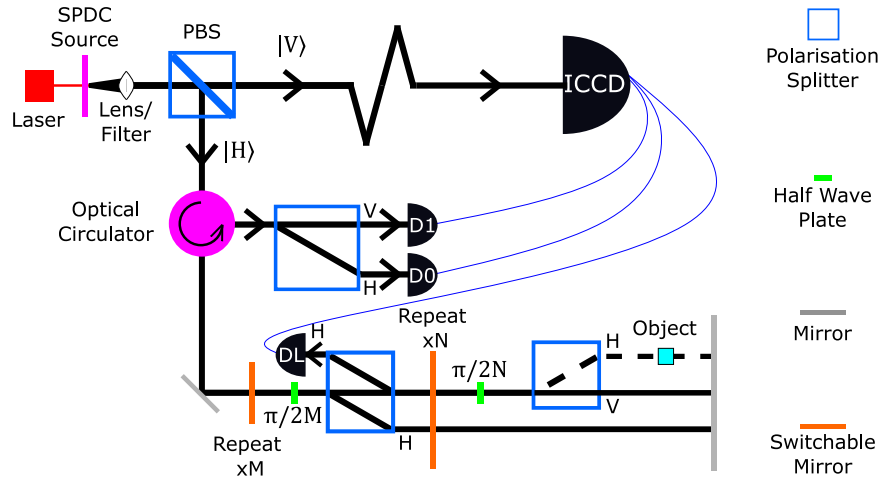 SPDC
Source
PBS
|V⟩
ICCD
Polarisation
Splitter
Laser
Lens/
Filter
|H⟩
Optical
Circulator
V
D1
D0
H
Half Wave
Plate
H
DL
Repeat
xN
H
Object
Mirror
π/2N
π/2M
V
H
Repeat
xM
Switchable
Mirror